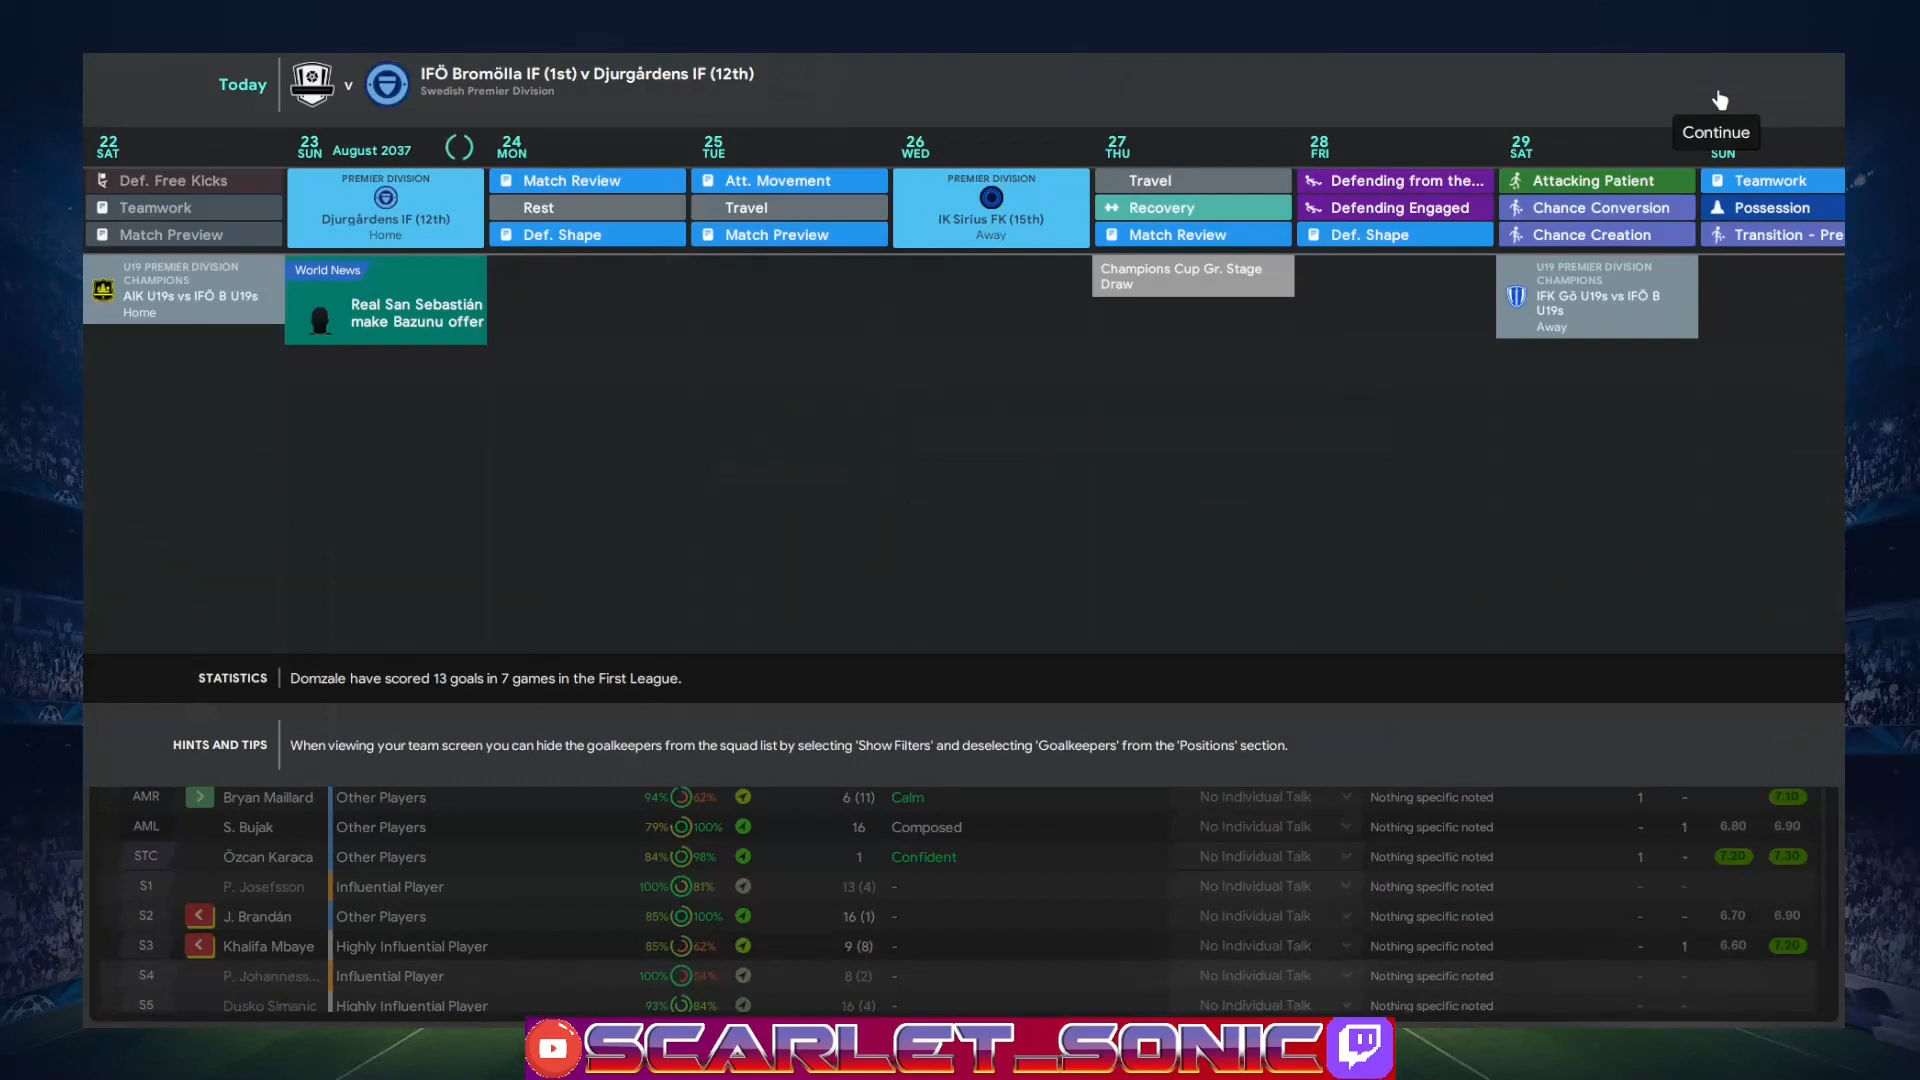 Today
v
IFÖ Bromölla IF (1st) v Djurgårdens IF (12th)
Swedish Premier Division
Continue
22 SAT
23 SUN August 2037
24 MON
25 TUE
26 WED
27 THU
28 FRI
29 SAT
SUN
Def. Free Kicks
Teamwork
Match Preview
PREMIER DIVISION
Djurgårdens IF (12th)
Home
Match Review
Rest
Def. Shape
Att. Movement
Travel
Match Preview
PREMIER DIVISION
IK Sirius FK (15th)
Away
Travel
Recovery
Match Review
Defending from the...
Defending Engaged
Def. Shape
Attacking Patient
Chance Conversion
Chance Creation
Teamwork
Possession
Transition - Pre
U19 PREMIER DIVISION
CHAMPIONS
AIK U19s vs IFÖ B U19s
Home
World News
Real San Sebastián
make Bazunu offer
Champions Cup Gr. Stage
Draw
U19 PREMIER DIVISION
CHAMPIONS
IFK Gö U19s vs IFÖ B
U19s
Away
STATISTICS Domzale have scored 13 goals in 7 games in the First League.
HINTS AND TIPS When viewing your team screen you can hide the goalkeepers from the squad list by selecting 'Show Filters' and deselecting 'Goalkeepers' from the 'Positions' section.
AMR Bryan Maillard Other Players 94% 62% 6 (11) Calm No Individual Talk Nothing specific noted 1 - 7.10
AML S. Bujak Other Players 79% 100% 16 Composed No Individual Talk Nothing specific noted - 1 6.80 6.90
STC Özcan Karaca Other Players 84% 98% 1 Confident No Individual Talk Nothing specific noted 1 - 7.20 7.30
S1 P. Josefsson Influential Player 100% 81% 13 (4) - No Individual Talk Nothing specific noted - -
S2 J. Brandán Other Players 85% 100% 16 (1) - No Individual Talk Nothing specific noted - - 6.70 6.90
S3 Khalifa Mbaye Highly Influential Player 85% 62% 9 (8) - No Individual Talk Nothing specific noted - 1 6.60 7.20
S4 P. Johanness... Influential Player 100% 54% 8 (2) - No Individual Talk Nothing specific noted - -
S5 Dusko Simanic Highly Influential Player 93% 84% 16 (4) - No Individual Talk Nothing specific noted - -
SCARLET_SONIC